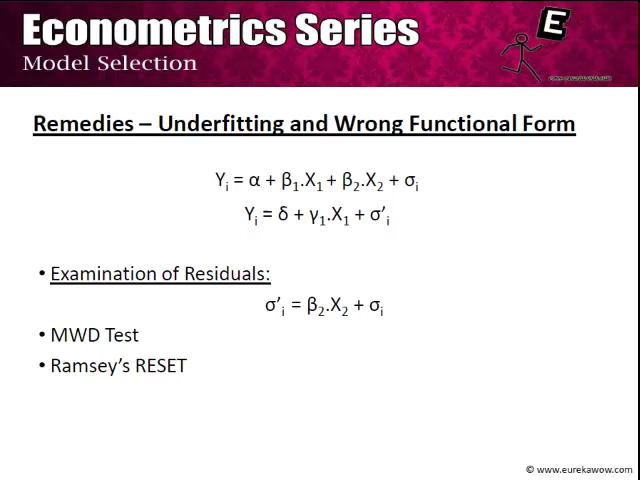 Econometrics Series
E
Model Selection
Remedies – Underfitting and Wrong Functional Form
Yi = α + β1.X1 + β2.X2 + σi
Yi = δ + γ1.X1 + σ'i
• Examination of Residuals:
σ'i = β2.X2 + σi
• MWD Test
• Ramsey's RESET
© www.eurekawow.com